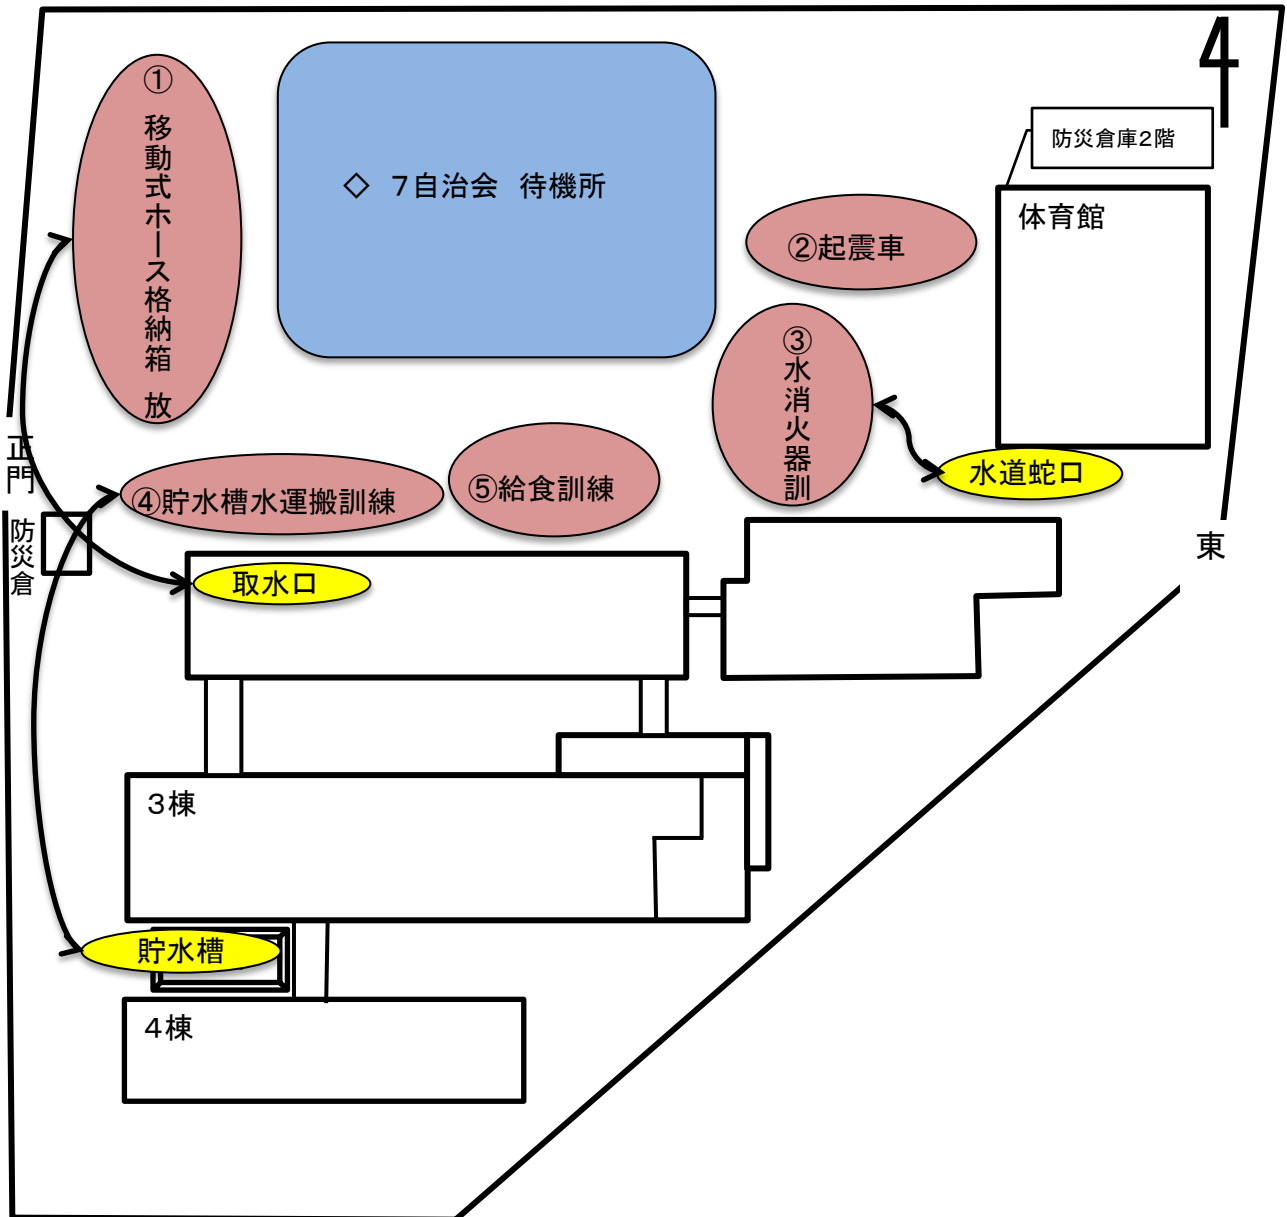 ①
移動式ホース格納箱 放
◇ 7自治会 待機所
防災倉庫2階
体育館
②起震車
③水消火器訓
正門
④貯水槽水運搬訓練
⑤給食訓練
水道蛇口
防災倉
東
取水口
3棟
貯水槽
4棟